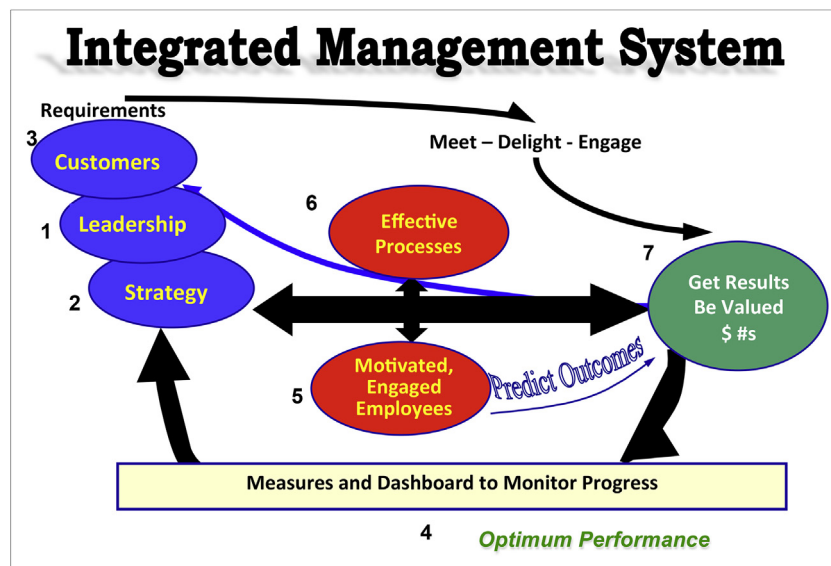 Integrated Management System
Requirements
3
Customers
Meet – Delight - Engage
1
Leadership
2
Strategy
6
Effective
Processes
7
Get Results
Be Valued
$ #s
5
Motivated,
Engaged
Employees
Predict Outcomes
Measures and Dashboard to Monitor Progress
4
Optimum Performance